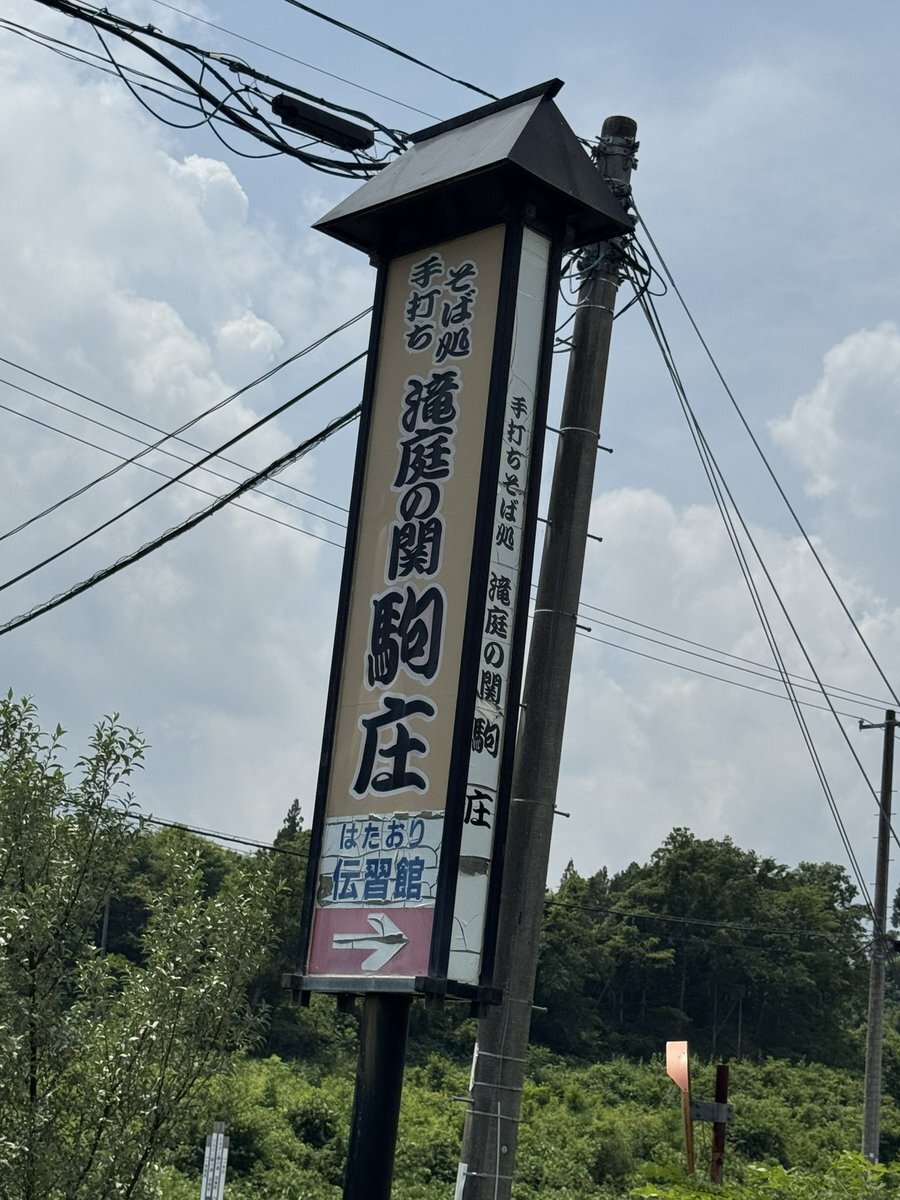 そば処
手打ち
滝庭の関
駒
庄
はたおり
伝習館
手打ちそば処
滝庭の関
駒
庄